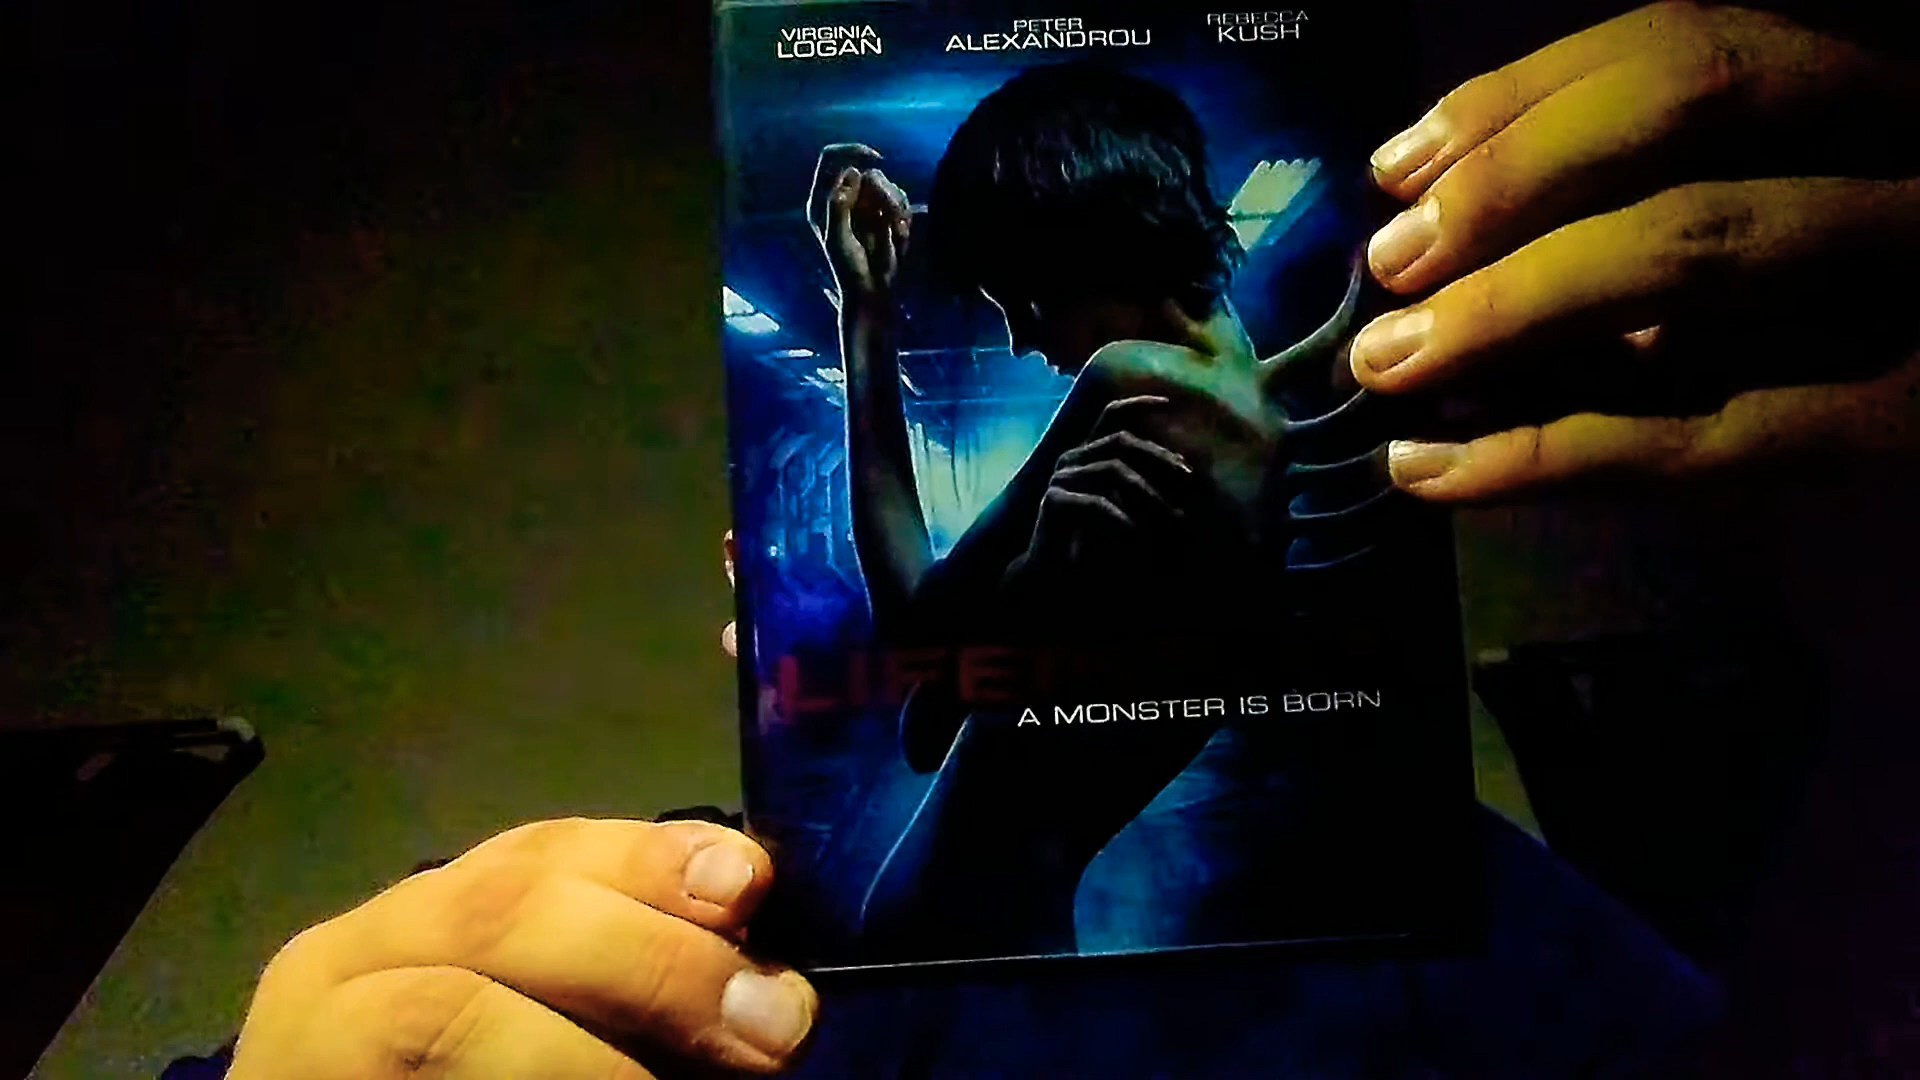 VIRGINIA PETER REBECCA
LOGAN ALEXANDROU KUSH
A MONSTER IS BORN